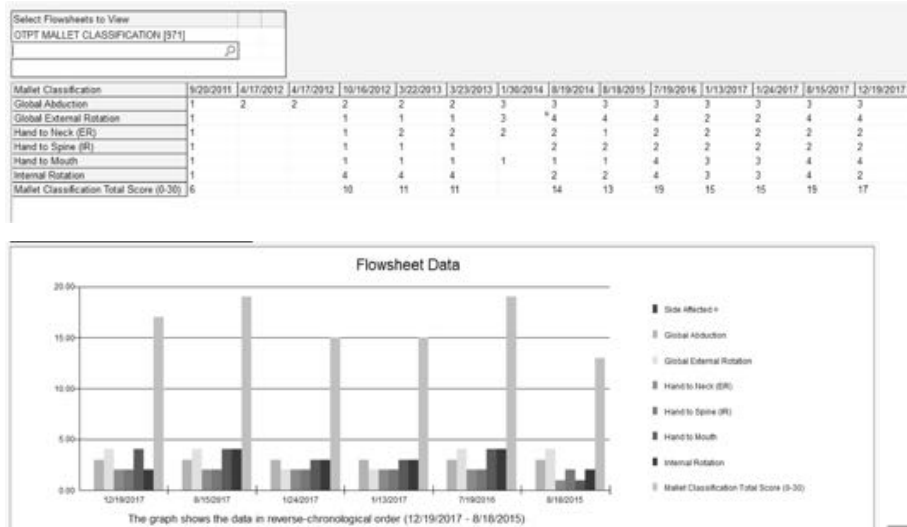 Select Flowsheets to View
OTPT MALLET CLASSIFICATION [971]
Mallet Classification 9/20/2011 4/17/2012 4/17/2012 10/16/2012 3/22/2013 3/23/2013 1/30/2014 8/19/2014 8/18/2015 7/19/2016 1/13/2017 1/24/2017 8/15/2017 12/19/2017
Global Abduction 1 2 2 2 2 2 3 3 3 3 3 3 3 3
Global External Rotation 1 1 1 1 3 4 4 4 2 2 4 4
Hand to Neck (ER) 1 1 2 2 2 2 1 2 2 2 2 2
Hand to Spine (IR) 1 1 1 1 2 2 2 2 2 2 2
Hand to Mouth 1 1 1 1 1 1 1 4 3 3 4 4
Internal Rotation 1 4 4 4 2 2 4 3 3 4 2
Mallet Classification Total Score (0-30) 6 10 11 11 14 13 19 15 15 19 17
Flowsheet Data
20.00
15.00
10.00
5.00
0.00
12/19/2017 8/15/2017 1/24/2017 1/13/2017 7/19/2016 8/18/2015
The graph shows the data in reverse-chronological order (12/19/2017 - 8/18/2015)
Side Affected =
Global Abduction
Global External Rotation
Hand to Neck (ER)
Hand to Spine (IR)
Hand to Mouth
Internal Rotation
Mallet Classification Total Score (0-30)